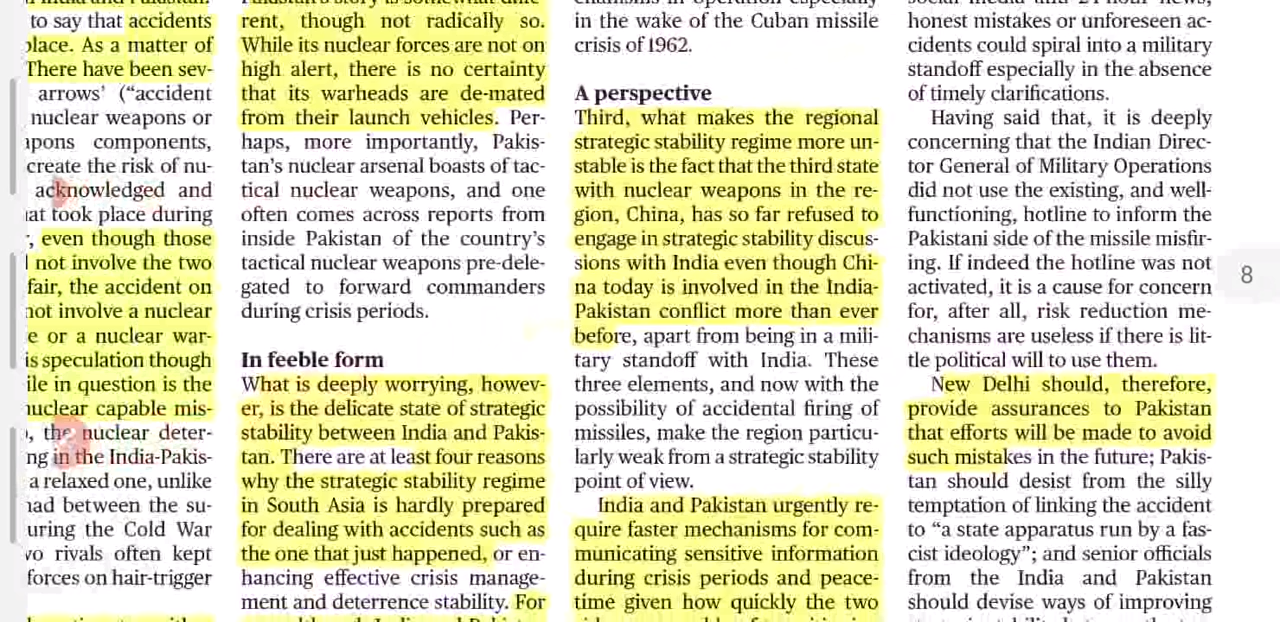 to say that accidents
place. As a matter of
There have been sev-
arrows' (“accident
nuclear weapons or
components,
create the risk of nu-
acknowledged and
took place during
, even though those
not involve the two
fair, the accident on
not involve a nuclear
or a nuclear war-
is speculation though
in question is the
nuclear capable mis-
, the nuclear deter-
in the India-Pakis-
a relaxed one, unlike
between the su-
during the Cold War
rivals often kept
forces on hair-trigger
rent, though not radically so.
While its nuclear forces are not on
high alert, there is no certainty
that its warheads are de-mated
from their launch vehicles. Per-
haps, more importantly, Pakis-
tan's nuclear arsenal boasts of tac-
tical nuclear weapons, and one
often comes across reports from
inside Pakistan of the country's
tactical nuclear weapons pre-dele-
gated to forward commanders
during crisis periods.
In feeble form
What is deeply worrying, howev-
er, is the delicate state of strategic
stability between India and Pakis-
tan. There are at least four reasons
why the strategic stability regime
in South Asia is hardly prepared
for dealing with accidents such as
the one that just happened, or en-
hancing effective crisis manage-
ment and deterrence stability. For
in the wake of the Cuban missile
crisis of 1962.
A perspective
Third, what makes the regional
strategic stability regime more un-
stable is the fact that the third state
with nuclear weapons in the re-
gion, China, has so far refused to
engage in strategic stability discus-
sions with India even though Chi-
na today is involved in the India-
Pakistan conflict more than ever
before, apart from being in a mili-
tary standoff with India. These
three elements, and now with the
possibility of accidental firing of
missiles, make the region particu-
larly weak from a strategic stability
point of view.
India and Pakistan urgently re-
quire faster mechanisms for com-
municating sensitive information
during crisis periods and peace-
time given how quickly the two
honest mistakes or unforeseen ac-
cidents could spiral into a military
standoff especially in the absence
of timely clarifications.
Having said that, it is deeply
concerning that the Indian Direc-
tor General of Military Operations
did not use the existing, and well-
functioning, hotline to inform the
Pakistani side of the missile misfir-
ing. If indeed the hotline was not
activated, it is a cause for concern
for, after all, risk reduction me-
chanisms are useless if there is lit-
tle political will to use them.
New Delhi should, therefore,
provide assurances to Pakistan
that efforts will be made to avoid
such mistakes in the future; Pakis-
tan should desist from the silly
temptation of linking the accident
to “a state apparatus run by a fas-
cist ideology”; and senior officials
from the India and Pakistan
should devise ways of improving
8